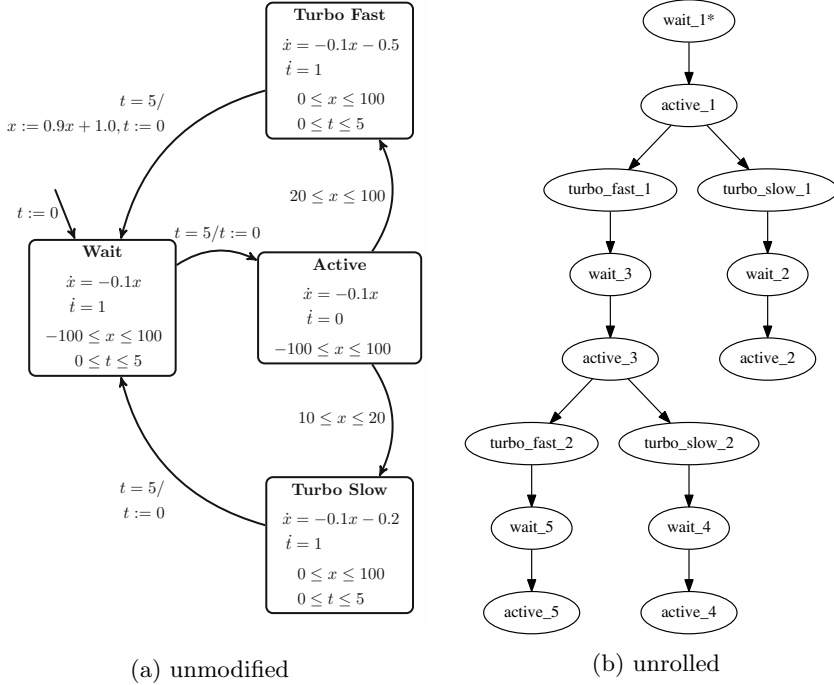 Turbo Fast
ẋ = −0.1x − 0.5
ṫ = 1
0 ≤ x ≤ 100
0 ≤ t ≤ 5
t = 5/
x := 0.9x + 1.0, t := 0
20 ≤ x ≤ 100
t := 0
t = 5/t := 0
Wait
ẋ = −0.1x
ṫ = 1
−100 ≤ x ≤ 100
0 ≤ t ≤ 5
Active
ẋ = −0.1x
ṫ = 0
−100 ≤ x ≤ 100
10 ≤ x ≤ 20
t = 5/
t := 0
Turbo Slow
ẋ = −0.1x − 0.2
ṫ = 1
0 ≤ x ≤ 100
0 ≤ t ≤ 5
(a) unmodified
wait_1*
active_1
turbo_fast_1 turbo_slow_1
wait_3 wait_2
active_3 active_2
turbo_fast_2 turbo_slow_2
wait_5 wait_4
active_5 active_4
(b) unrolled